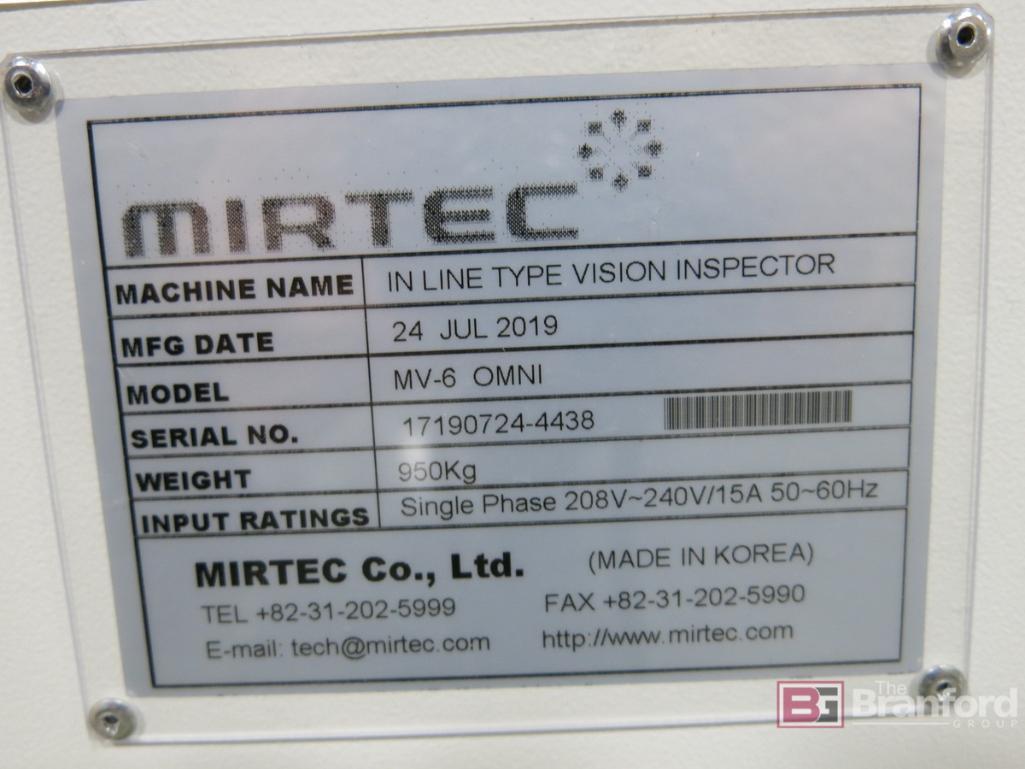 MIRTEC
MACHINE NAME IN LINE TYPE VISION INSPECTOR
MFG DATE 24 JUL 2019
MODEL MV-6 OMNI
SERIAL NO. 17190724-4438
WEIGHT 950Kg
INPUT RATINGS Single Phase 208V~240V/15A 50~60Hz
MIRTEC Co., Ltd. (MADE IN KOREA)
TEL +82-31-202-5999 FAX +82-31-202-5990
E-mail: tech@mirtec.com http://www.mirtec.com
BG The Branford GROUP